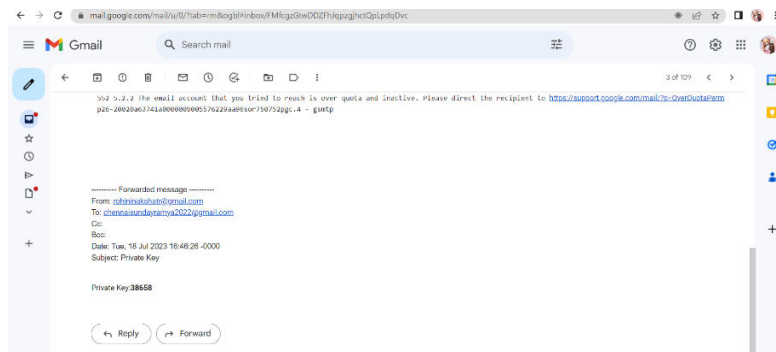 mail.google.com/mail/u/0/?tab=rm&ogbl#inbox/FMfcgzGtwDDZFhJqpzgjhctQpLpdqDvc
Gmail
Search mail
3 of 109
552 5.2.2 The email account that you tried to reach is over quota and inactive. Please direct the recipient to https://support.google.com/mail/?p=OverQuotaPerm
---------- Forwarded message ----------
From: rohininakshatr@gmail.com
To: chennaisundayramya2022@gmail.com
Cc:
Bcc:
Date: Tue, 18 Jul 2023 16:46:26 -0000
Subject: Private Key
Private Key:38658
Reply
Forward